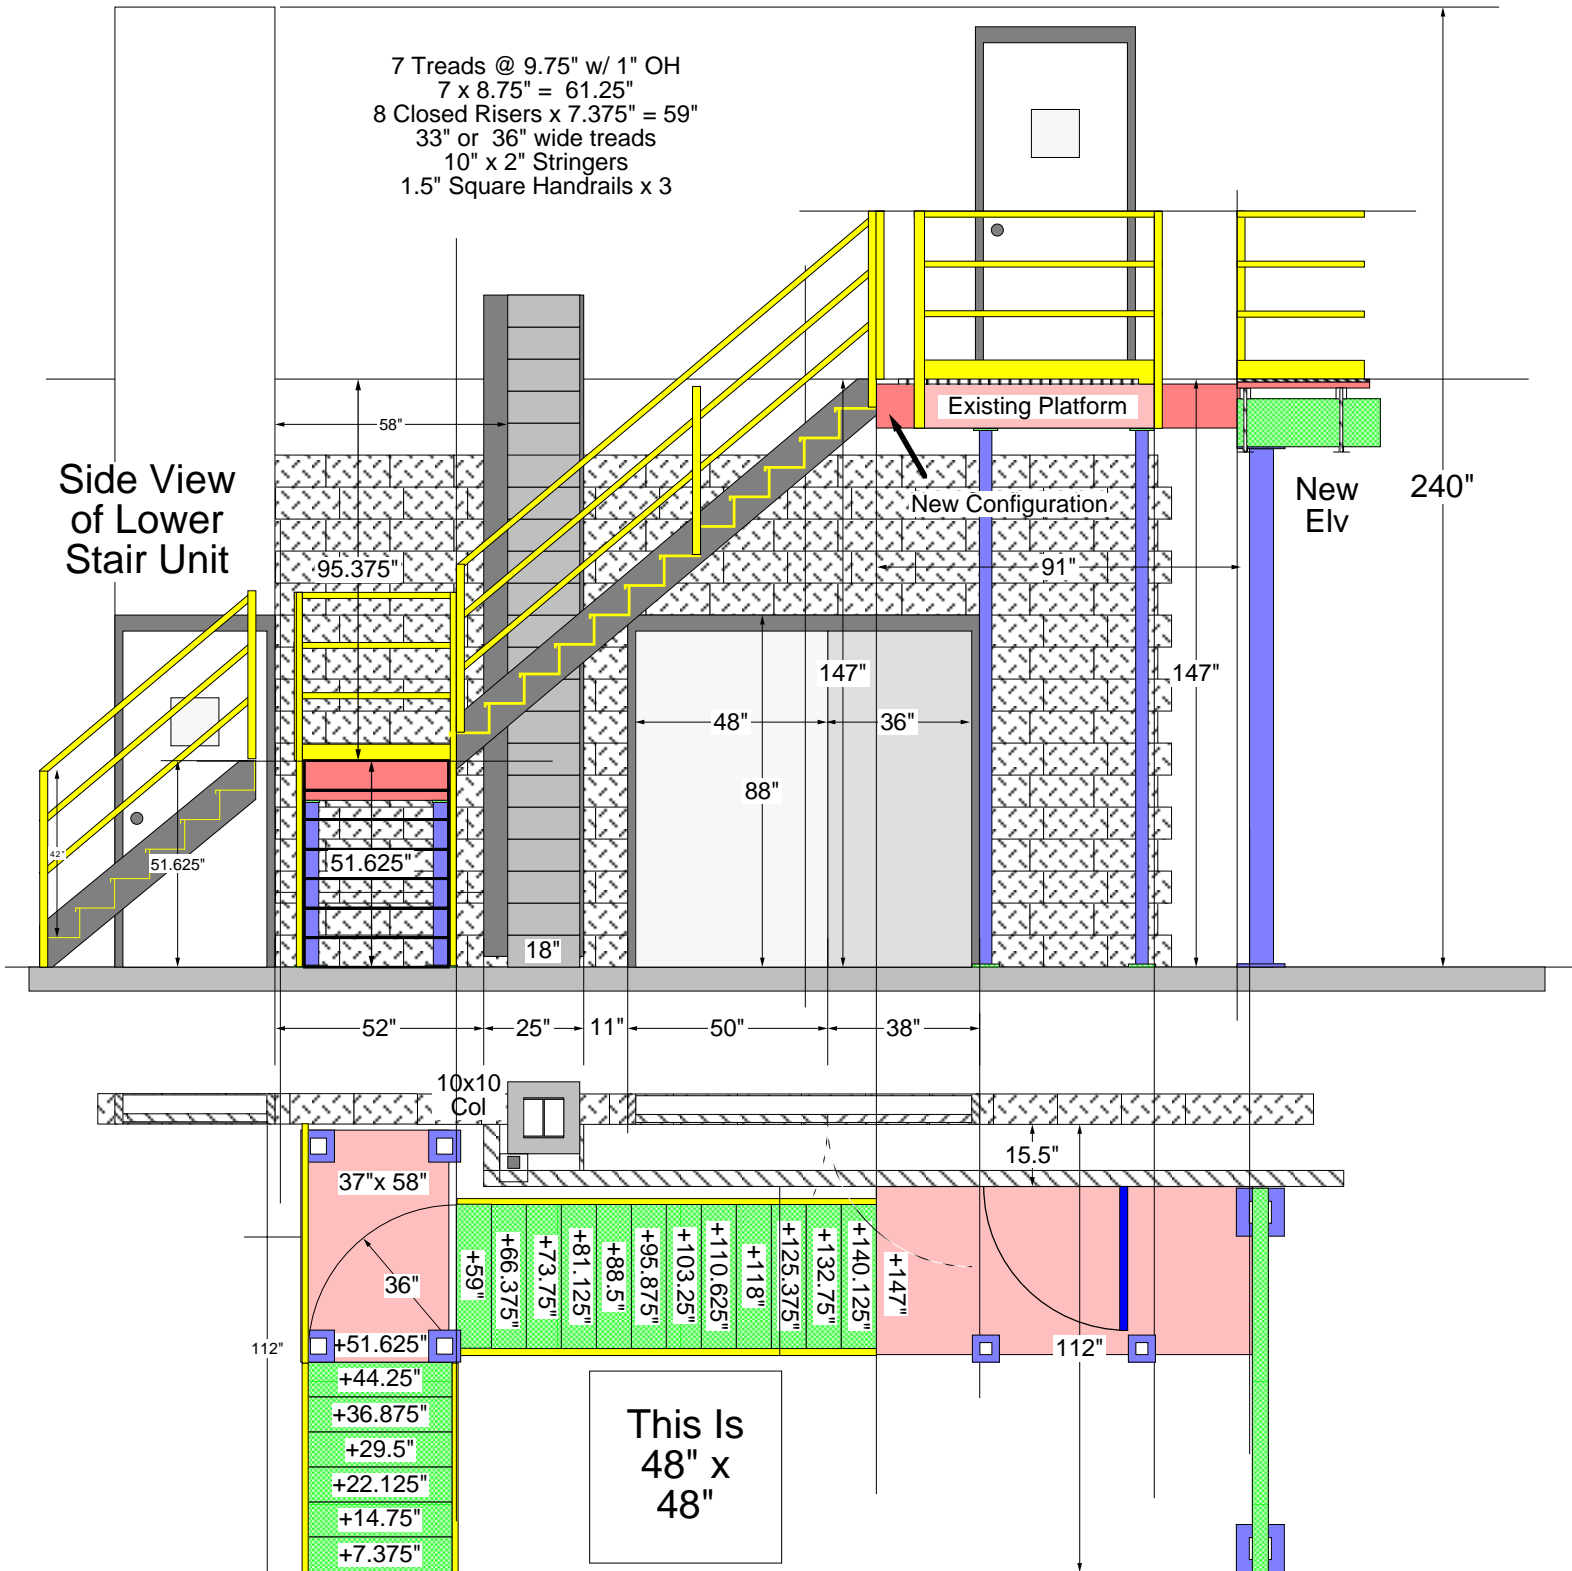 7 Treads @ 9.75" w/ 1" OH
7 x 8.75" = 61.25"
8 Closed Risers x 7.375" = 59"
33" or 36" wide treads
10" x 2" Stringers
1.5" Square Handrails x 3
58"
Existing Platform
Side View
of Lower
Stair Unit
New Configuration
New
Elv
240"
95.375"
91"
147"
147"
48"
36"
88"
42"
51.625"
51.625"
18"
52"
25"
11"
50"
38"
10x10
Col
15.5"
37"x 58"
36"
+59"
+66.375"
+73.75"
+81.125"
+88.5"
+95.875"
+103.25"
+110.625"
+118"
+125.375"
+132.75"
+140.125"
+147"
112"
+51.625"
112"
+44.25"
+36.875"
+29.5"
+22.125"
+14.75"
+7.375"
This Is
48" x
48"